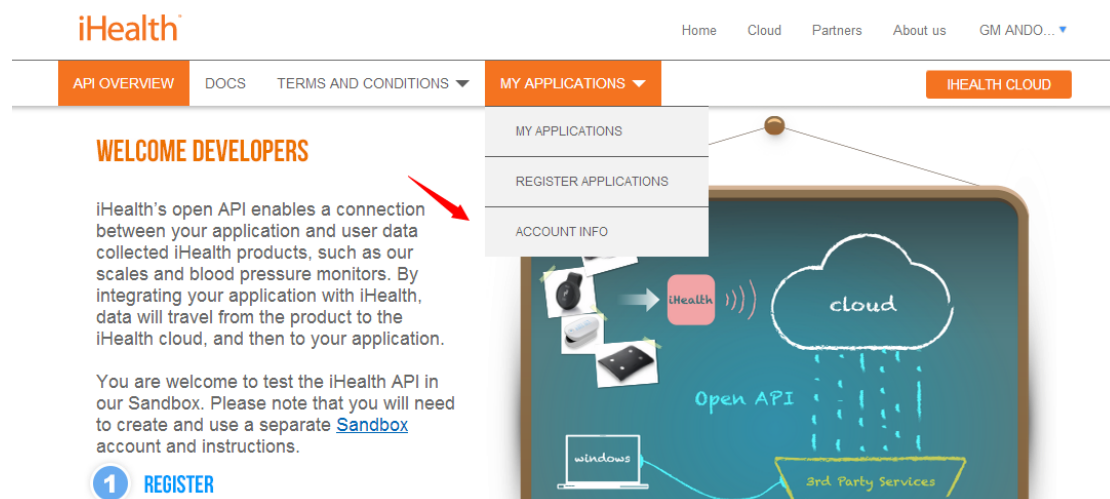 iHealth
Home Cloud Partners About us GM ANDO...
API OVERVIEW DOCS TERMS AND CONDITIONS MY APPLICATIONS IHEALTH CLOUD
MY APPLICATIONS
REGISTER APPLICATIONS
ACCOUNT INFO
WELCOME DEVELOPERS
iHealth's open API enables a connection
between your application and user data
collected iHealth products, such as our
scales and blood pressure monitors. By
integrating your application with iHealth,
data will travel from the product to the
iHealth cloud, and then to your application.
You are welcome to test the iHealth API in
our Sandbox. Please note that you will need
to create and use a separate Sandbox
account and instructions.
1 REGISTER
iHealth
cloud
Open API
windows
3rd Party Services